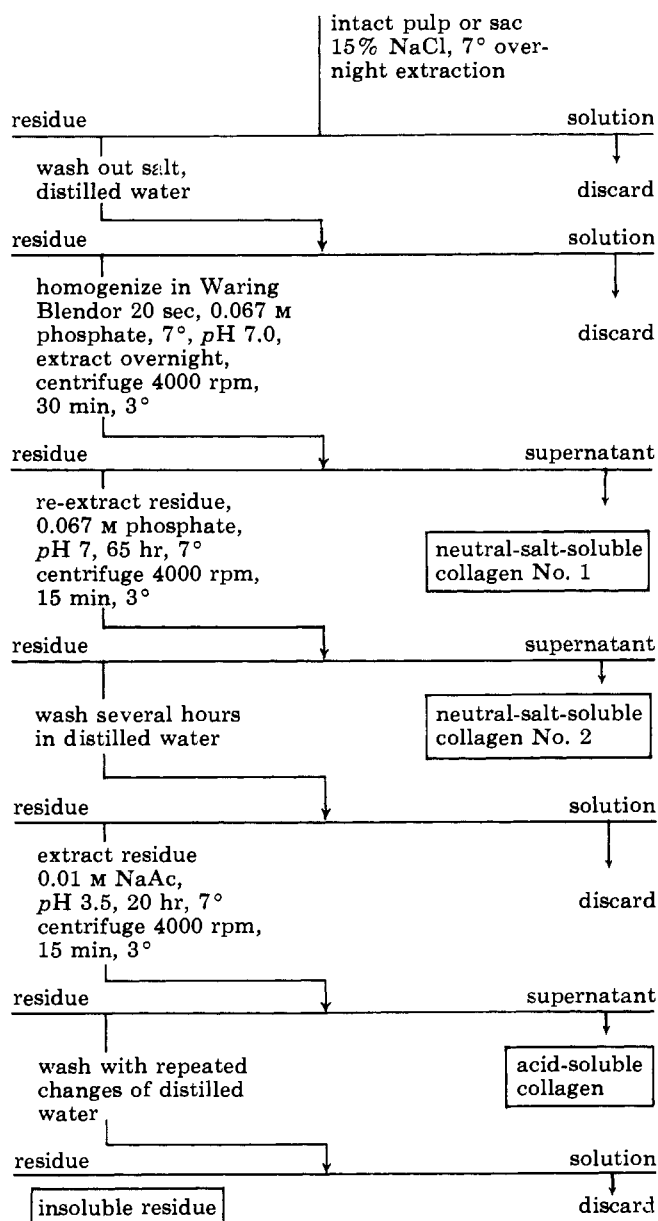 intact pulp or sac
15% NaCl, 7° over-
night extraction
residue
solution
wash out salt,
distilled water
discard
residue
solution
homogenize in Waring
Blendor 20 sec, 0.067 M
phosphate, 7°, pH 7.0,
extract overnight,
centrifuge 4000 rpm,
30 min, 3°
discard
residue
supernatant
re-extract residue,
0.067 M phosphate,
pH 7, 65 hr, 7°
centrifuge 4000 rpm,
15 min, 3°
neutral-salt-soluble
collagen No. 1
residue
supernatant
wash several hours
in distilled water
neutral-salt-soluble
collagen No. 2
residue
solution
extract residue
0.01 M NaAc,
pH 3.5, 20 hr, 7°
centrifuge 4000 rpm,
15 min, 3°
discard
residue
supernatant
wash with repeated
changes of distilled
water
acid-soluble
collagen
residue
solution
insoluble residue
discard